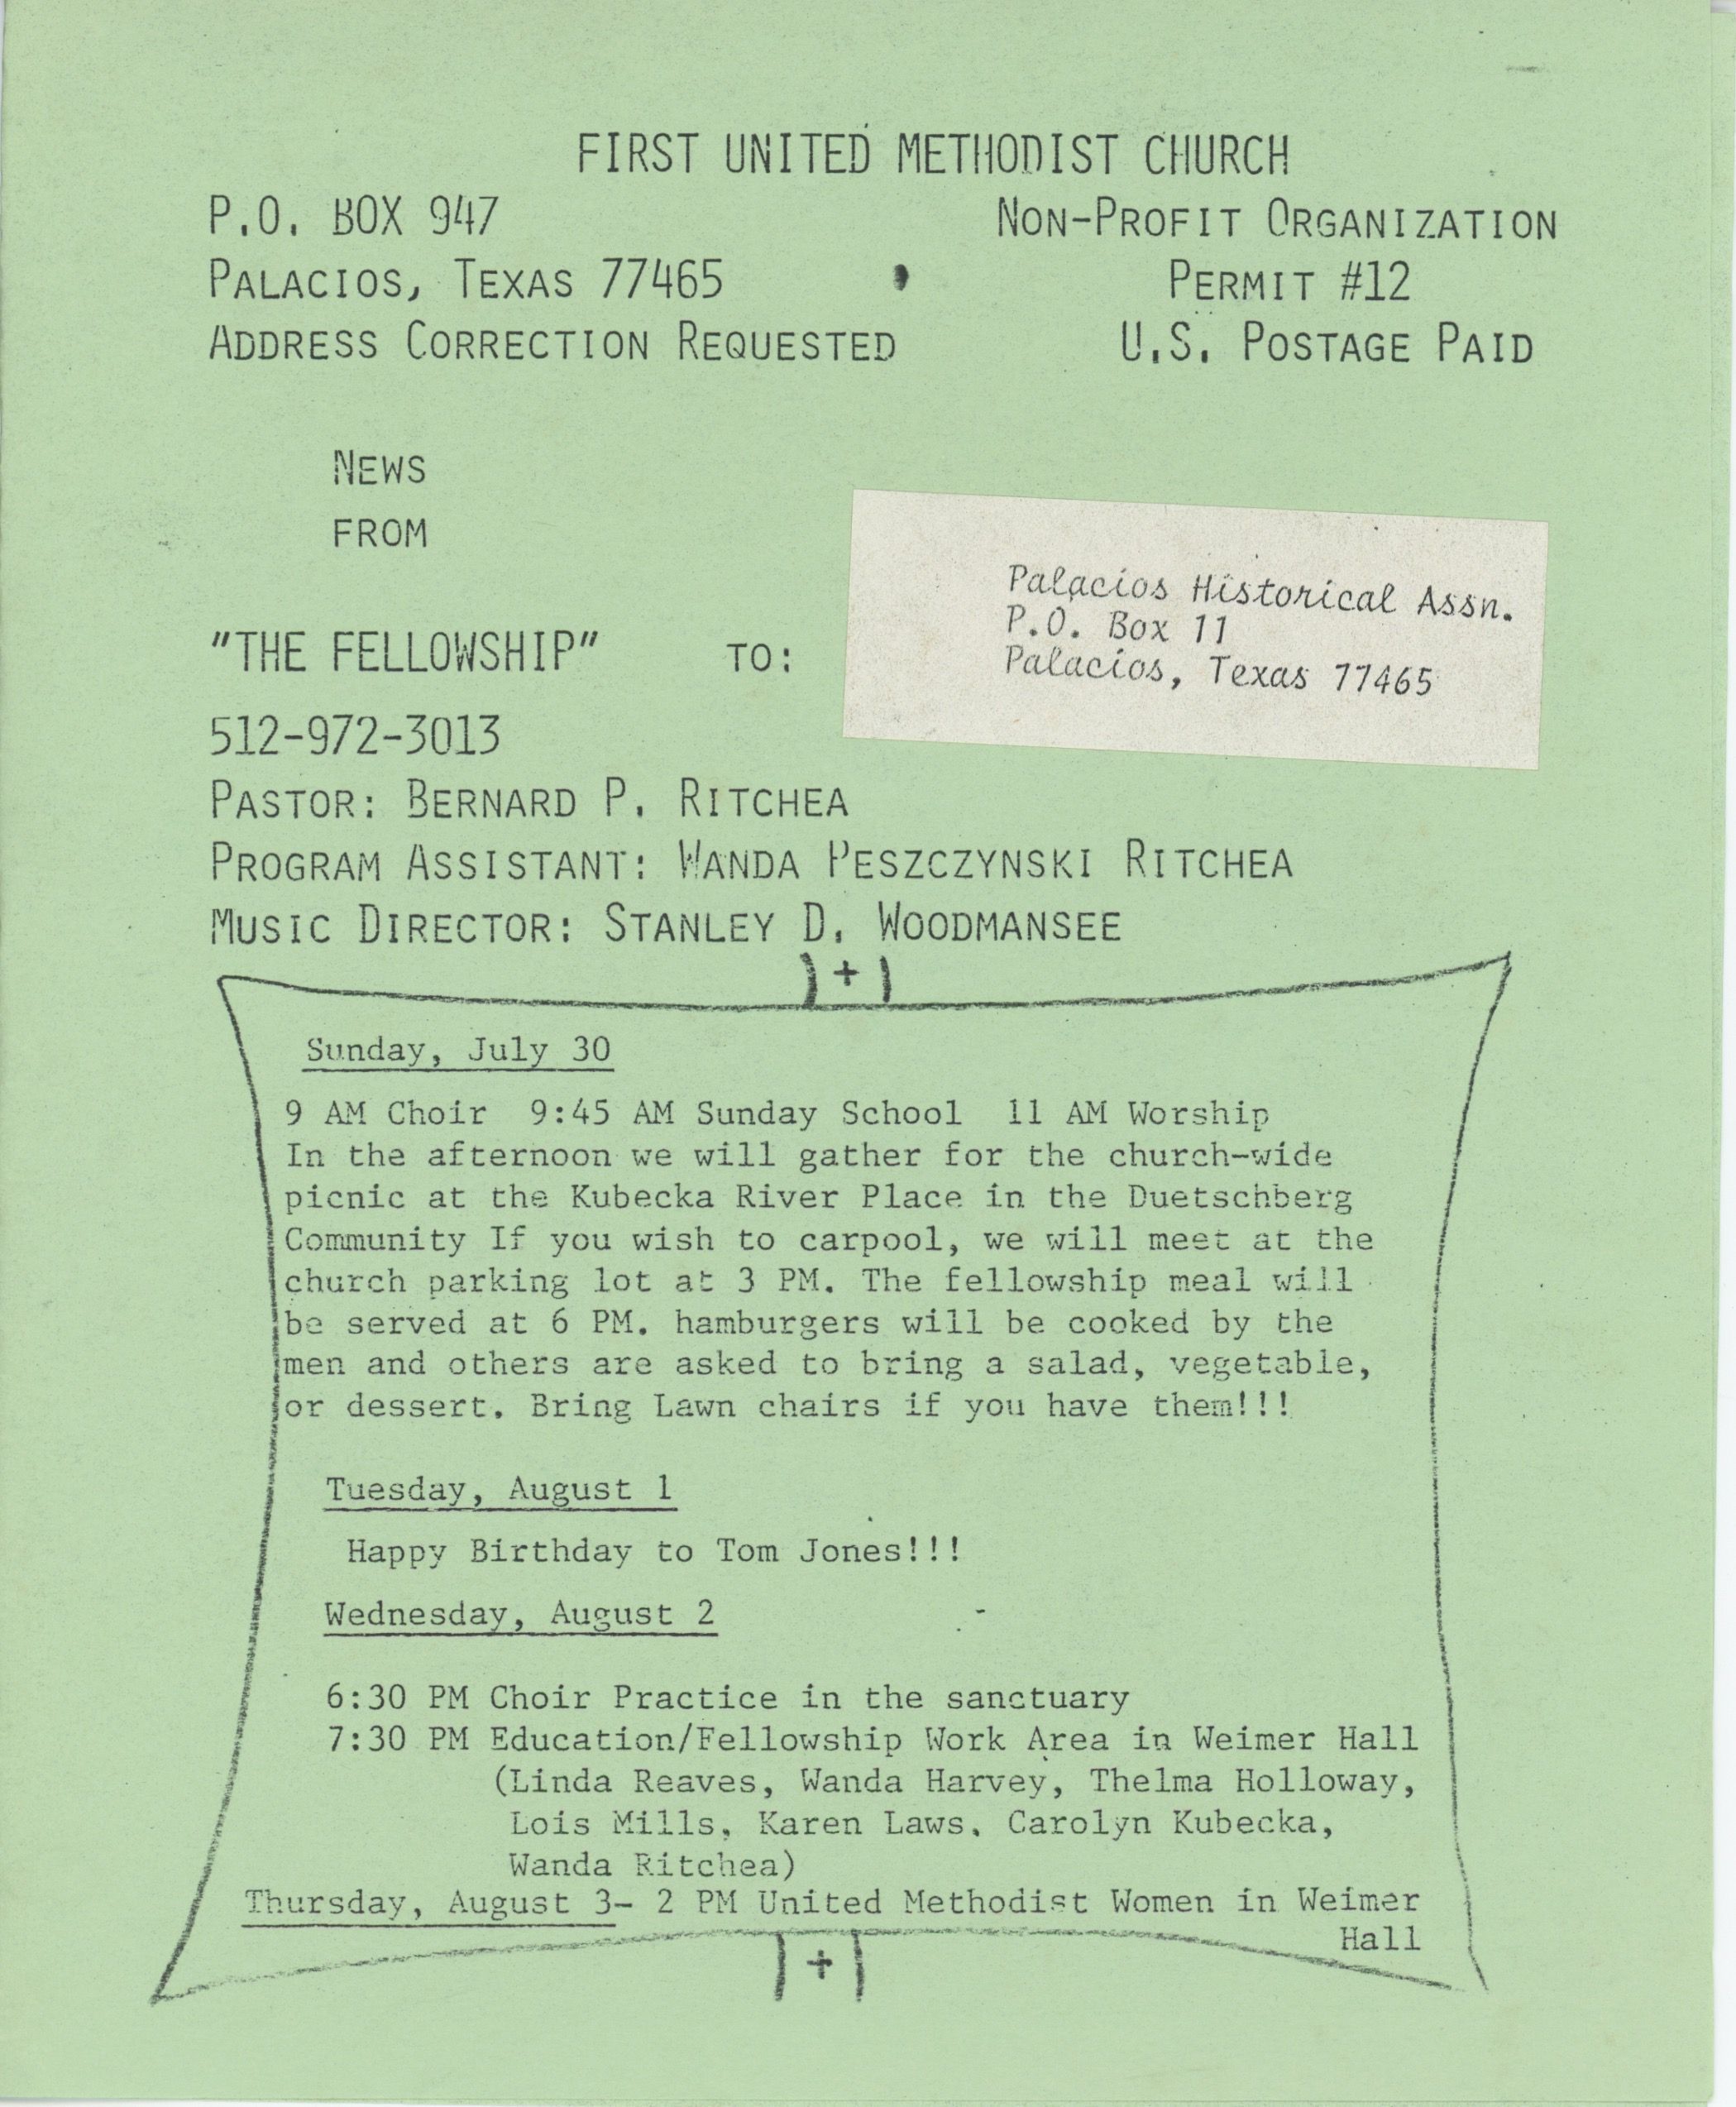 FIRST UNITED METHODIST CHURCH
P.O. BOX 947
NON-PROFIT ORGANIZATION
PALACIOS, TEXAS 77465
PERMIT #12
ADDRESS CORRECTION REQUESTED
U.S. POSTAGE PAID
NEWS
FROM
"THE FELLOWSHIP" TO:
Palacios Historical Assn.
P.O. Box 11
Palacios, Texas 77465
512-972-3013
PASTOR: BERNARD P. RITCHEA
PROGRAM ASSISTANT: WANDA PESZCZYNSKI RITCHEA
MUSIC DIRECTOR: STANLEY D. WOODMANSEE
Sunday, July 30
9 AM Choir 9:45 AM Sunday School 11 AM Worship
In the afternoon we will gather for the church-wide
picnic at the Kubecka River Place in the Duetschberg
Community If you wish to carpool, we will meet at the
church parking lot at 3 PM. The fellowship meal will
be served at 6 PM. hamburgers will be cooked by the
men and others are asked to bring a salad, vegetable,
or dessert. Bring Lawn chairs if you have them!!!
Tuesday, August 1
Happy Birthday to Tom Jones!!!
Wednesday, August 2
6:30 PM Choir Practice in the sanctuary
7:30 PM Education/Fellowship Work Area in Weimer Hall
(Linda Reaves, Wanda Harvey, Thelma Holloway,
Lois Mills, Karen Laws, Carolyn Kubecka,
Wanda Ritchea)
Thursday, August 3- 2 PM United Methodist Women in Weimer
Hall